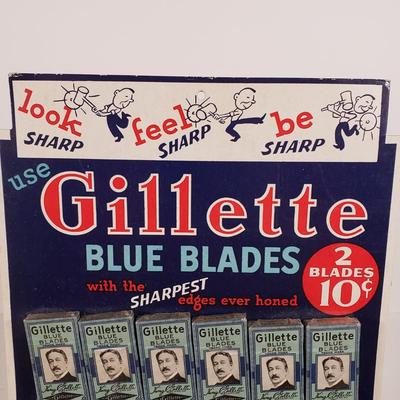 look SHARP feel SHARP be SHARP
use
Gillette
BLUE BLADES
with the SHARPEST edges ever honed
2 BLADES 10¢
Gillette Gillette Gillette Gillette Gillette Gillette
BLUE BLADES BLUE BLADES BLUE BLADES BLUE BLADES BLUE BLADES BLUE BLADES